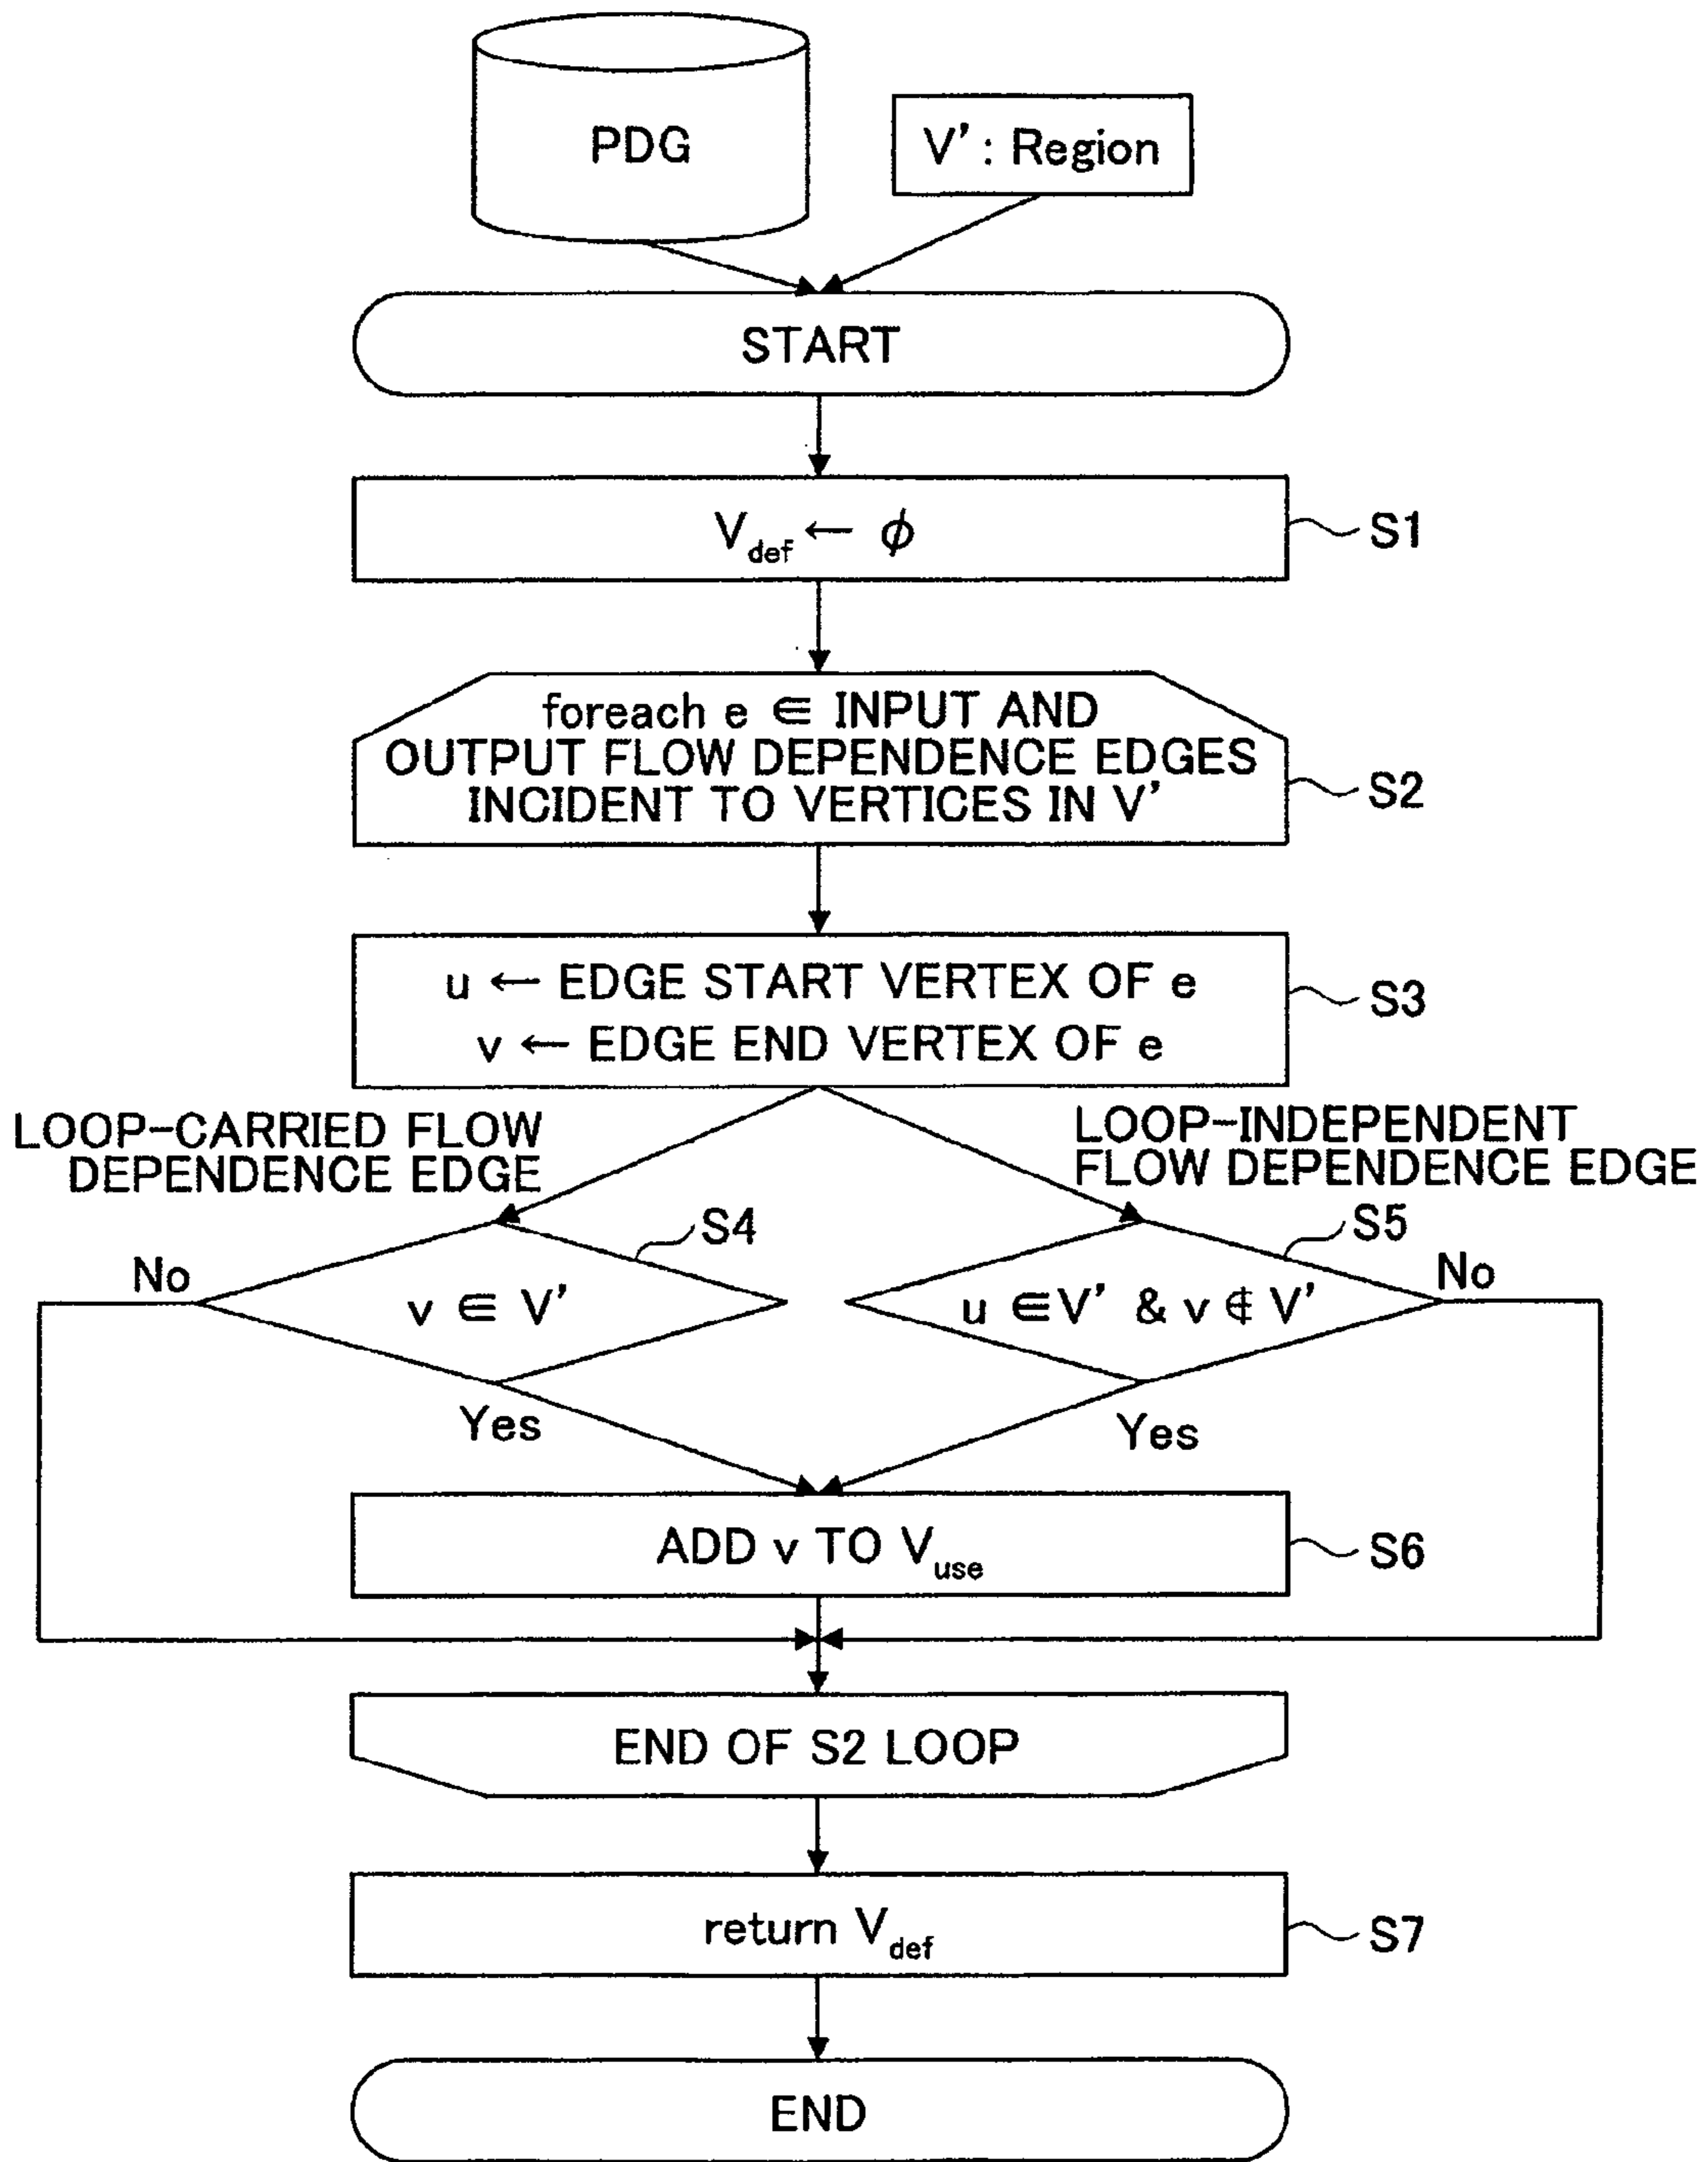 PDG
V' : Region
START
V_def ← φ
S1
foreach e ∈ INPUT AND
OUTPUT FLOW DEPENDENCE EDGES
INCIDENT TO VERTICES IN V'
S2
u ← EDGE START VERTEX OF e
v ← EDGE END VERTEX OF e
S3
LOOP-CARRIED FLOW
DEPENDENCE EDGE
LOOP-INDEPENDENT
FLOW DEPENDENCE EDGE
S4
S5
No
v ∈ V'
u ∈ V' & v ∉ V'
No
Yes
Yes
ADD v TO V_use
S6
END OF S2 LOOP
return V_def
S7
END